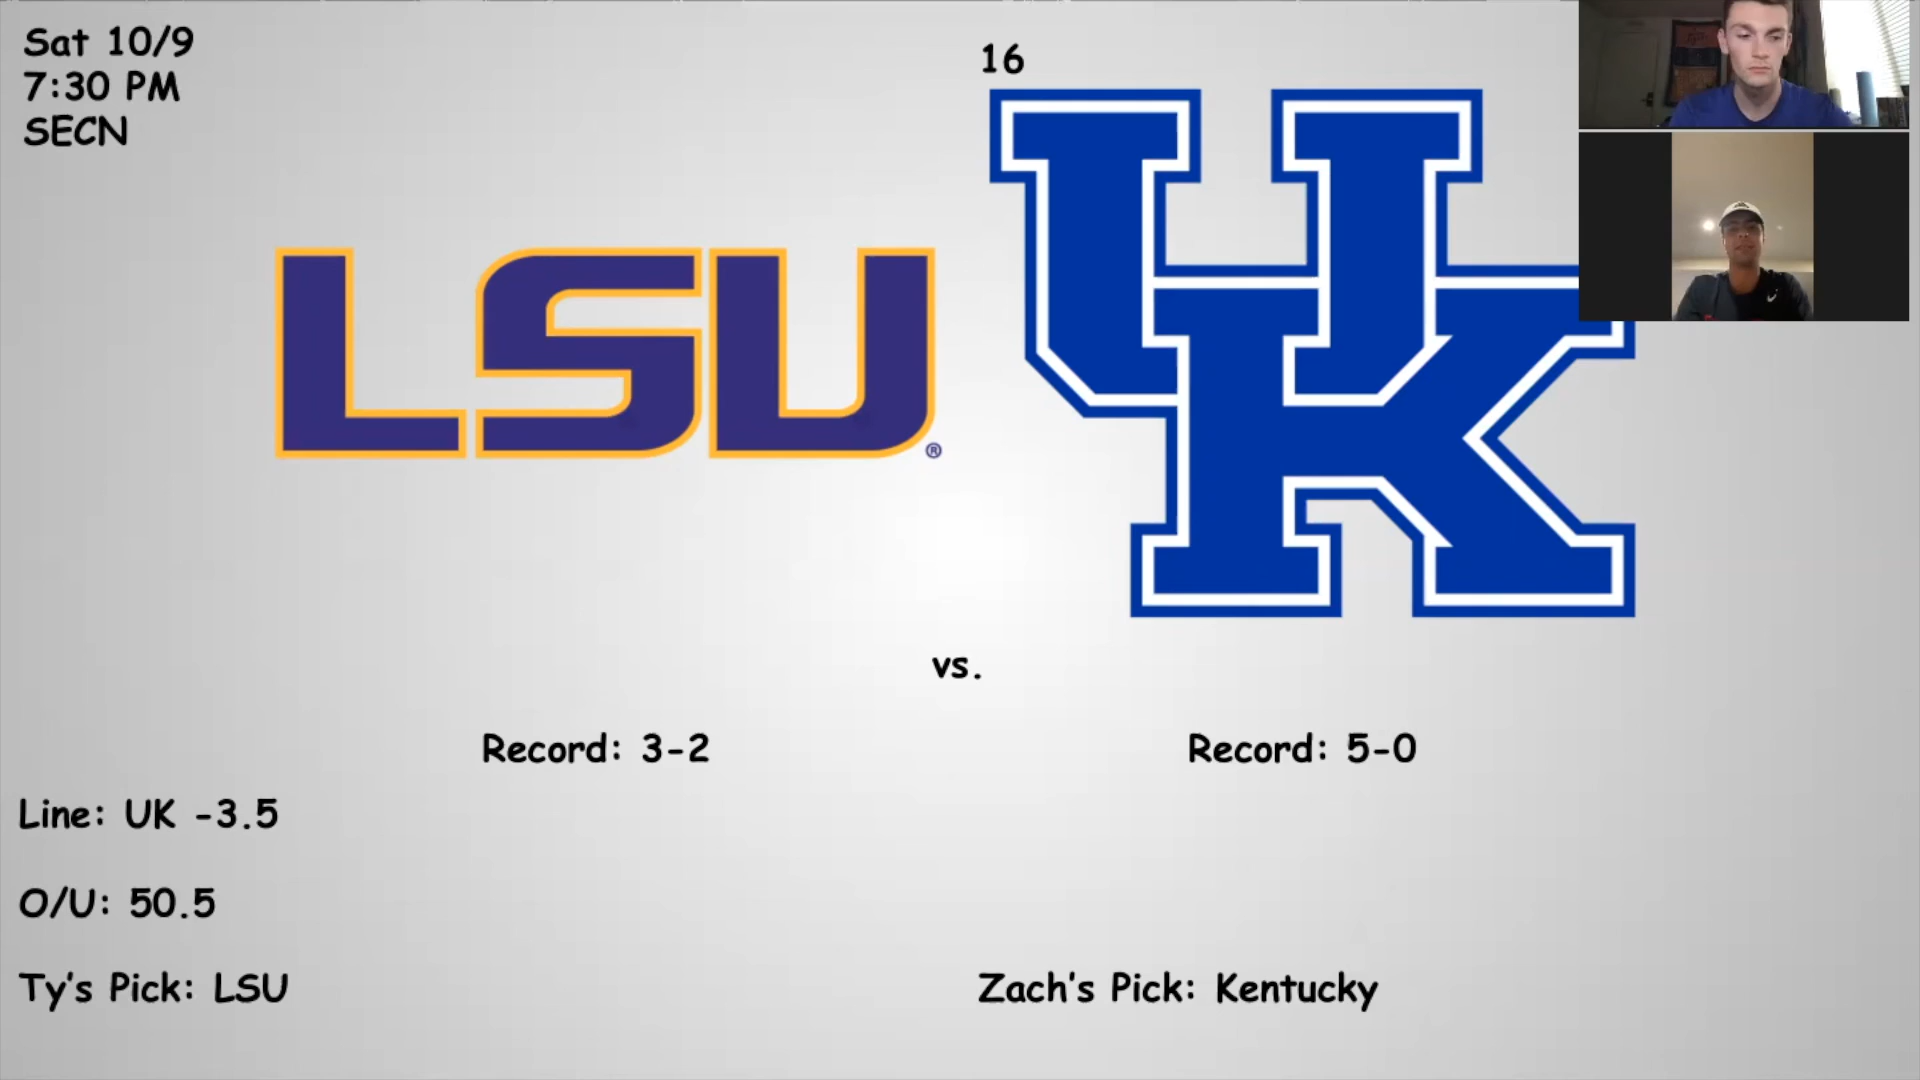 Sat 10/9
7:30 PM
SECN
16
LSU®
UK
vs.
Record: 3-2
Record: 5-0
Line: UK -3.5
O/U: 50.5
Ty's Pick: LSU
Zach's Pick: Kentucky